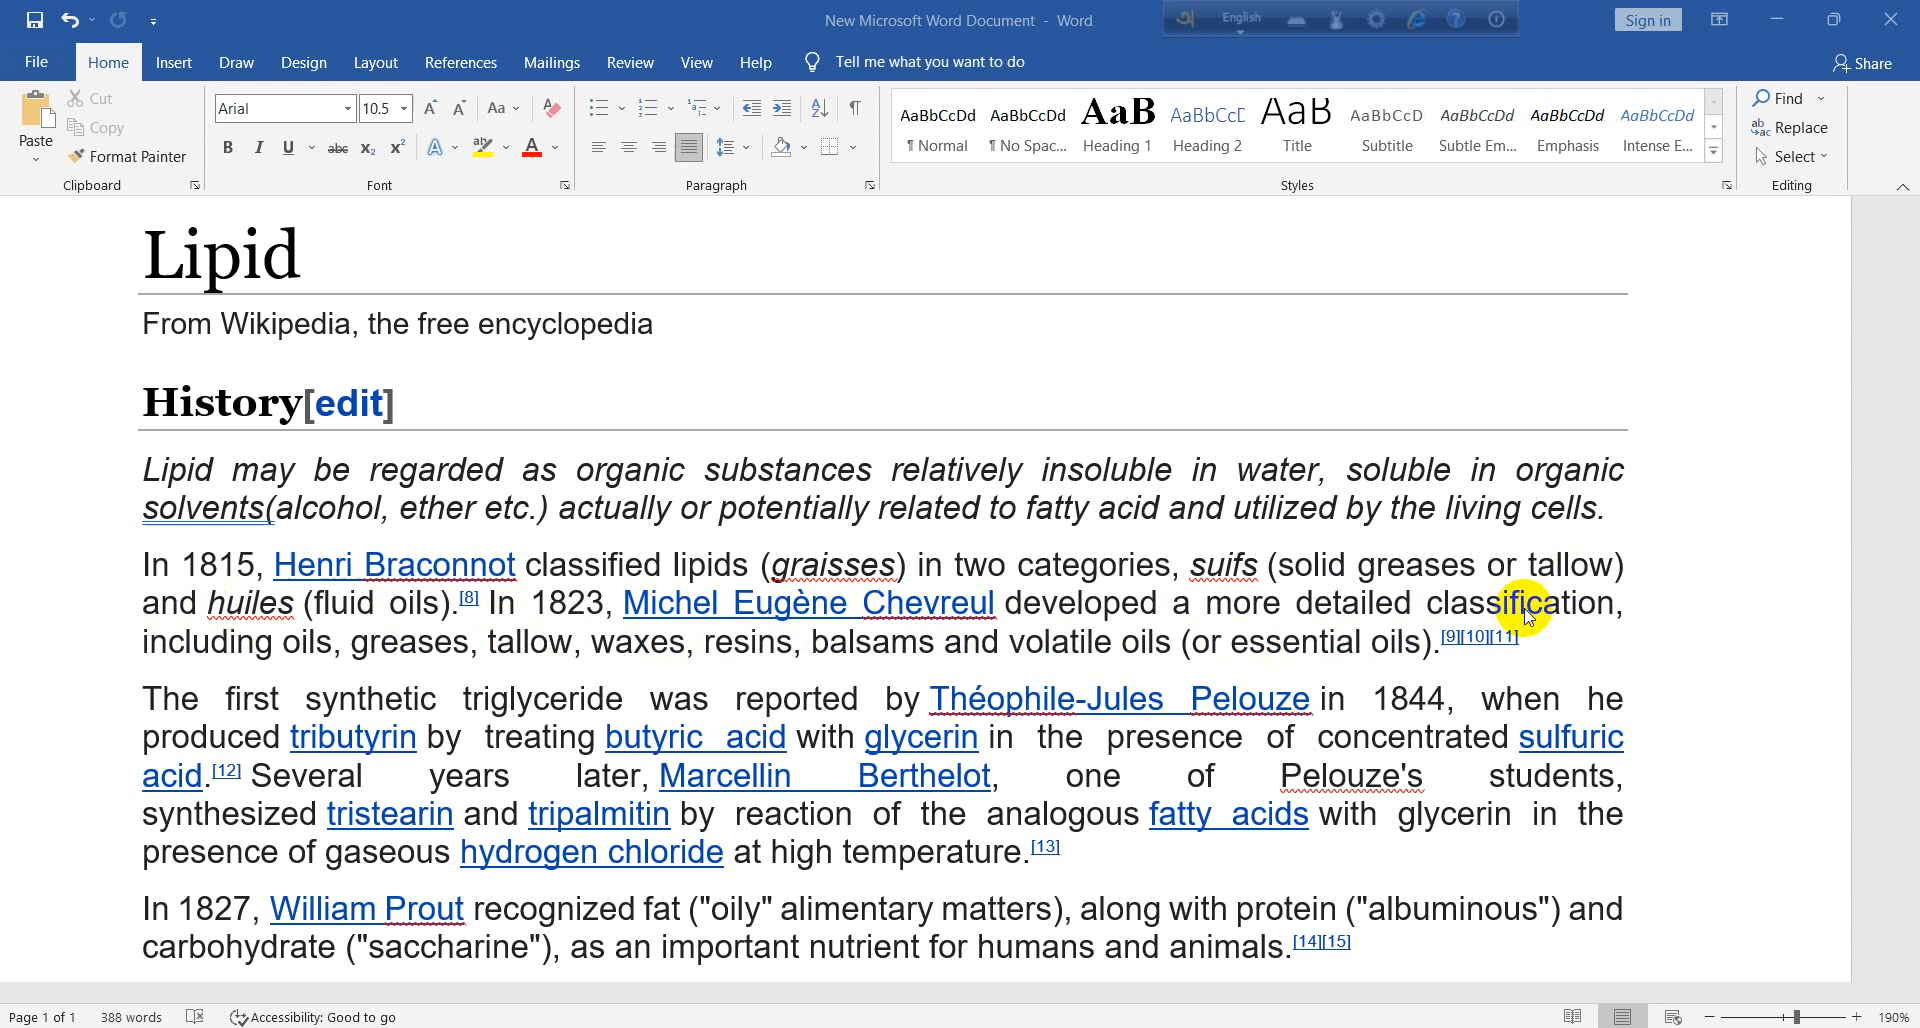 New Microsoft Word Document - Word
English
Sign in
File Home Insert Draw Design Layout References Mailings Review View Help Tell me what you want to do
Share
Paste
Cut
Copy
Format Painter
Clipboard
Arial 10.5
Font
Paragraph
AaBbCcDd AaBbCcDd AaB AaBbCcC AaB AaBbCcD AaBbCcDd AaBbCcDd AaBbCcDd
¶ Normal ¶ No Spac... Heading 1 Heading 2 Title Subtitle Subtle Em... Emphasis Intense E...
Styles
Find
Replace
Select
Editing
Lipid
From Wikipedia, the free encyclopedia
History[edit]
Lipid may be regarded as organic substances relatively insoluble in water, soluble in organic
solvents(alcohol, ether etc.) actually or potentially related to fatty acid and utilized by the living cells.
In 1815, Henri Braconnot classified lipids (graisses) in two categories, suifs (solid greases or tallow)
and huiles (fluid oils).[8] In 1823, Michel Eugène Chevreul developed a more detailed classification,
including oils, greases, tallow, waxes, resins, balsams and volatile oils (or essential oils).[9][10][11]
The first synthetic triglyceride was reported by Théophile-Jules Pelouze in 1844, when he
produced tributyrin by treating butyric acid with glycerin in the presence of concentrated sulfuric
acid.[12] Several years later, Marcellin Berthelot, one of Pelouze's students,
synthesized tristearin and tripalmitin by reaction of the analogous fatty acids with glycerin in the
presence of gaseous hydrogen chloride at high temperature.[13]
In 1827, William Prout recognized fat ("oily" alimentary matters), along with protein ("albuminous") and
carbohydrate ("saccharine"), as an important nutrient for humans and animals.[14][15]
Page 1 of 1 388 words Accessibility: Good to go 190%